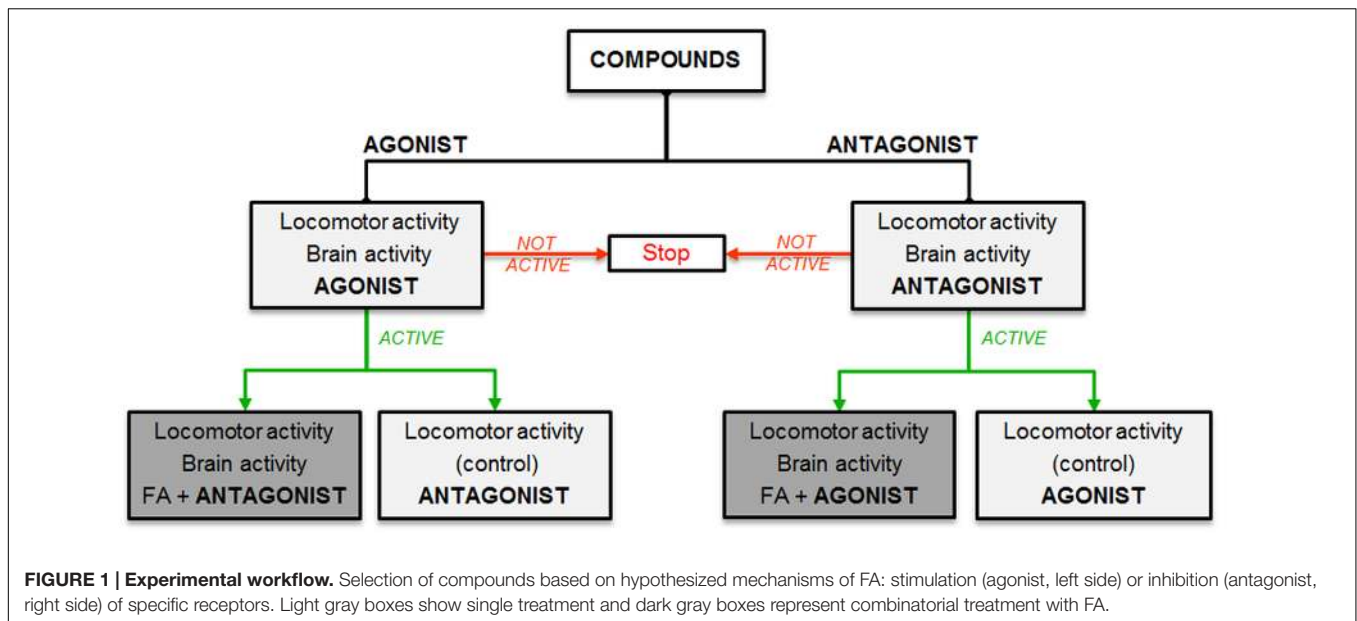 COMPOUNDS
AGONIST
ANTAGONIST
Locomotor activity
Brain activity
AGONIST
NOT
ACTIVE
Stop
NOT
ACTIVE
Locomotor activity
Brain activity
ANTAGONIST
ACTIVE
ACTIVE
Locomotor activity
Brain activity
FA + ANTAGONIST
Locomotor activity
(control)
ANTAGONIST
Locomotor activity
Brain activity
FA + AGONIST
Locomotor activity
(control)
AGONIST
FIGURE 1 | Experimental workflow. Selection of compounds based on hypothesized mechanisms of FA: stimulation (agonist, left side) or inhibition (antagonist,
right side) of specific receptors. Light gray boxes show single treatment and dark gray boxes represent combinatorial treatment with FA.